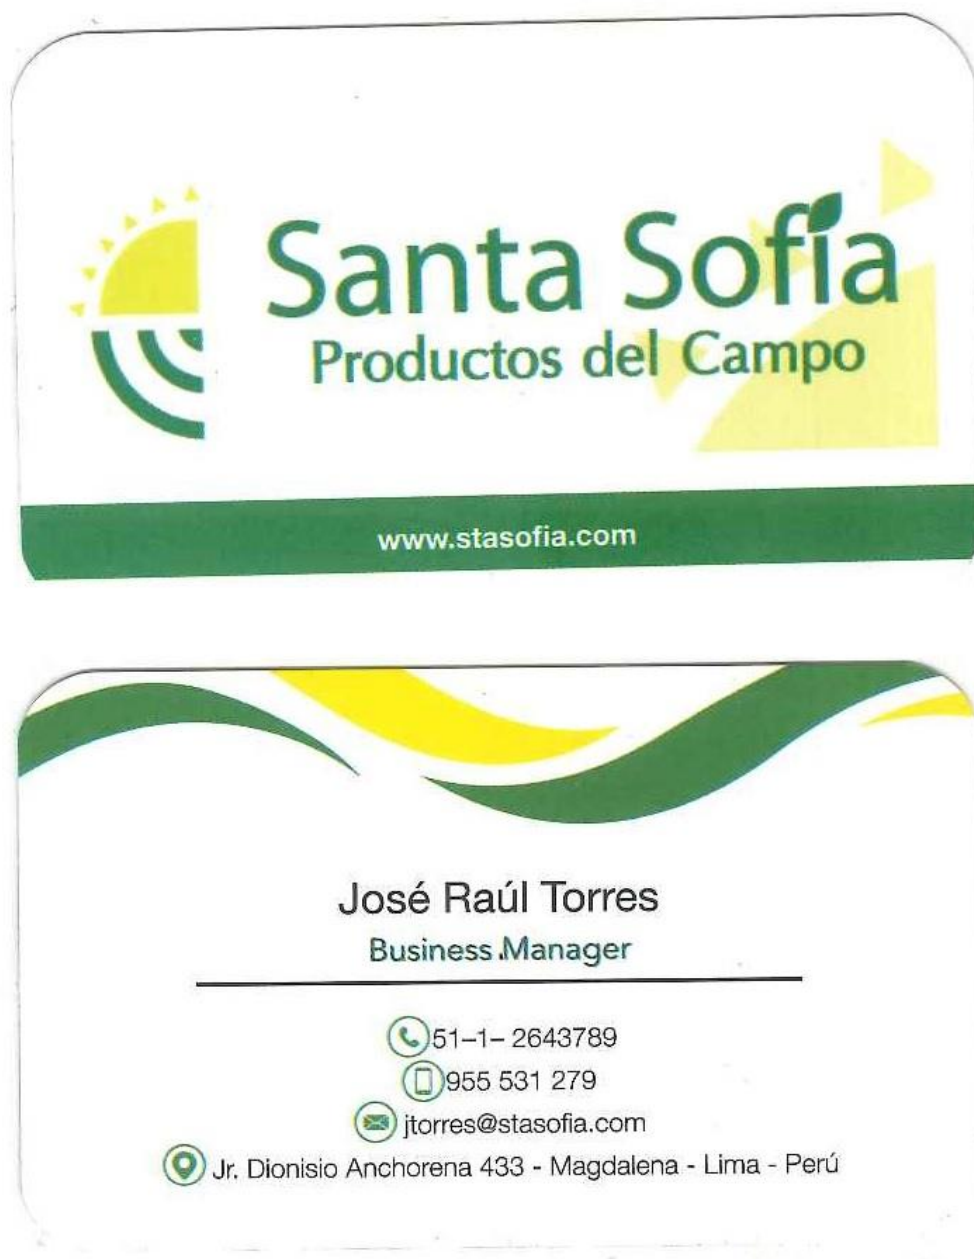 Santa Sofía
Productos del Campo
www.stasofia.com
José Raúl Torres
Business Manager
51-1- 2643789
955 531 279
jtorres@stasofia.com
Jr. Dionisio Anchorena 433 - Magdalena - Lima - Perú